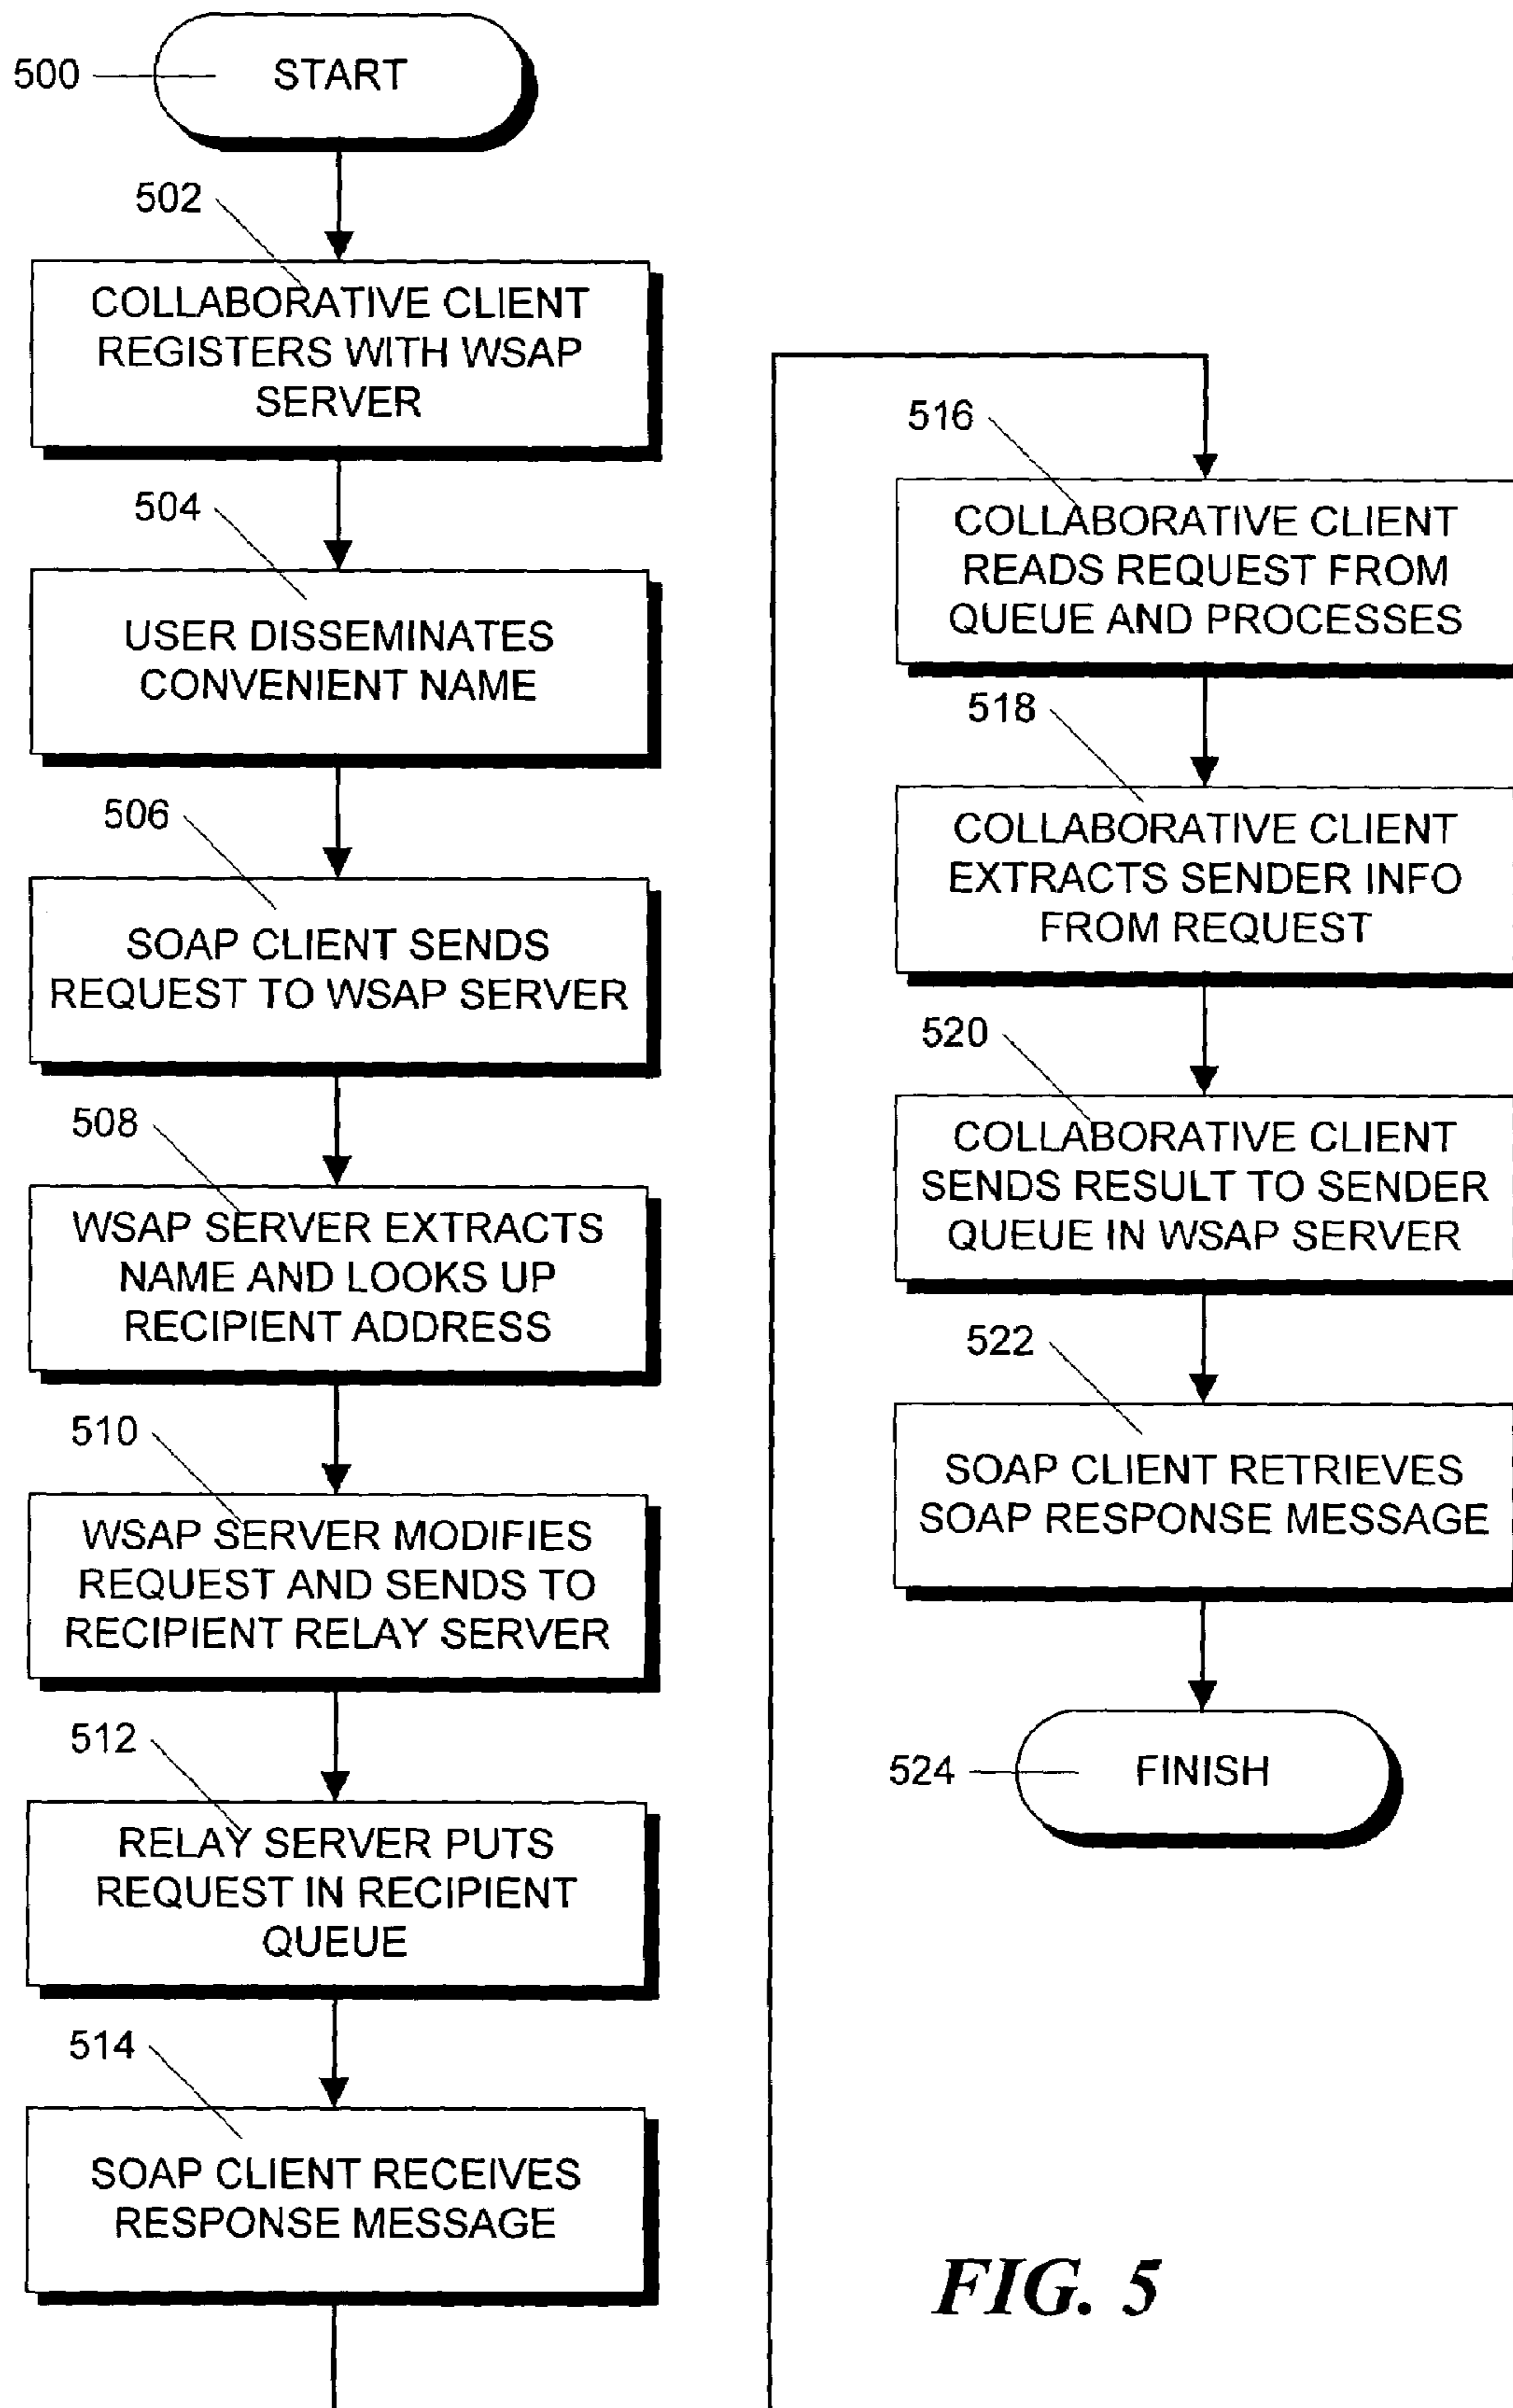 500
START
502
COLLABORATIVE CLIENT
REGISTERS WITH WSAP
SERVER
504
USER DISSEMINATES
CONVENIENT NAME
506
SOAP CLIENT SENDS
REQUEST TO WSAP SERVER
508
WSAP SERVER EXTRACTS
NAME AND LOOKS UP
RECIPIENT ADDRESS
510
WSAP SERVER MODIFIES
REQUEST AND SENDS TO
RECIPIENT RELAY SERVER
512
RELAY SERVER PUTS
REQUEST IN RECIPIENT
QUEUE
514
SOAP CLIENT RECEIVES
RESPONSE MESSAGE
516
COLLABORATIVE CLIENT
READS REQUEST FROM
QUEUE AND PROCESSES
518
COLLABORATIVE CLIENT
EXTRACTS SENDER INFO
FROM REQUEST
520
COLLABORATIVE CLIENT
SENDS RESULT TO SENDER
QUEUE IN WSAP SERVER
522
SOAP CLIENT RETRIEVES
SOAP RESPONSE MESSAGE
524
FINISH
FIG. 5